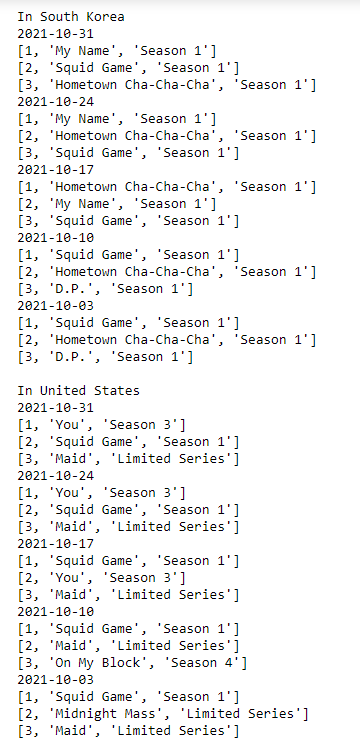 In South Korea
2021-10-31
[1, 'My Name', 'Season 1']
[2, 'Squid Game', 'Season 1']
[3, 'Hometown Cha-Cha-Cha', 'Season 1']
2021-10-24
[1, 'My Name', 'Season 1']
[2, 'Hometown Cha-Cha-Cha', 'Season 1']
[3, 'Squid Game', 'Season 1']
2021-10-17
[1, 'Hometown Cha-Cha-Cha', 'Season 1']
[2, 'My Name', 'Season 1']
[3, 'Squid Game', 'Season 1']
2021-10-10
[1, 'Squid Game', 'Season 1']
[2, 'Hometown Cha-Cha-Cha', 'Season 1']
[3, 'D.P.', 'Season 1']
2021-10-03
[1, 'Squid Game', 'Season 1']
[2, 'Hometown Cha-Cha-Cha', 'Season 1']
[3, 'D.P.', 'Season 1']

In United States
2021-10-31
[1, 'You', 'Season 3']
[2, 'Squid Game', 'Season 1']
[3, 'Maid', 'Limited Series']
2021-10-24
[1, 'You', 'Season 3']
[2, 'Squid Game', 'Season 1']
[3, 'Maid', 'Limited Series']
2021-10-17
[1, 'Squid Game', 'Season 1']
[2, 'You', 'Season 3']
[3, 'Maid', 'Limited Series']
2021-10-10
[1, 'Squid Game', 'Season 1']
[2, 'Maid', 'Limited Series']
[3, 'On My Block', 'Season 4']
2021-10-03
[1, 'Squid Game', 'Season 1']
[2, 'Midnight Mass', 'Limited Series']
[3, 'Maid', 'Limited Series']